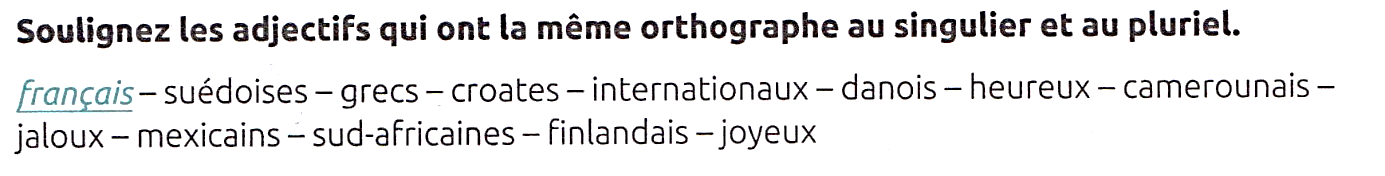 Soulignez les adjectifs qui ont la même orthographe au singulier et au pluriel.
français – suédoises – grecs – croates – internationaux – danois – heureux – camerounais –
jaloux – mexicains – sud-africaines – finlandais – joyeux